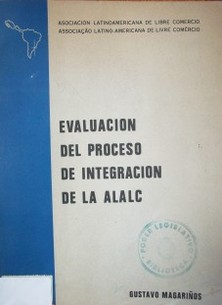 ASOCIACION LATINOAMERICANA DE LIBRE COMERCIO
ASSOCIAÇÃO LATINO-AMERICANA DE LIVRE COMÉRCIO
EVALUACION
DEL PROCESO
DE INTEGRACION
DE LA ALALC
PODER LEGISLATIVO
BIBLIOTECA
GUSTAVO MAGARIÑOS